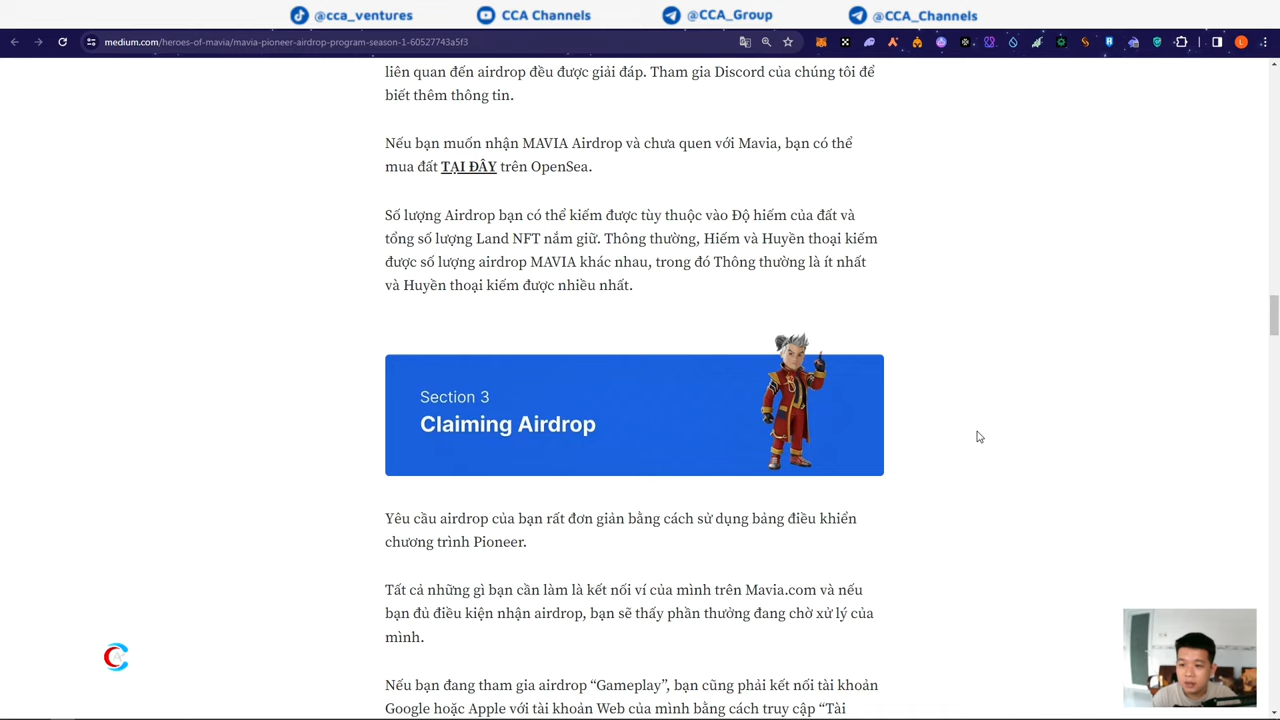 @cca_ventures
CCA Channels
@CCA_Group
@CCA_Channels
medium.com/heroes-of-mavia/mavia-pioneer-airdrop-program-season-1-60527743a5f3
liên quan đến airdrop đều được giải đáp. Tham gia Discord của chúng tôi để
biết thêm thông tin.
Nếu bạn muốn nhận MAVIA Airdrop và chưa quen với Mavia, bạn có thể
mua đất TẠI ĐÂY trên OpenSea.
Số lượng Airdrop bạn có thể kiếm được tùy thuộc vào Độ hiếm của đất và
tổng số lượng Land NFT nắm giữ. Thông thường, Hiếm và Huyền thoại kiếm
được số lượng airdrop MAVIA khác nhau, trong đó Thông thường là ít nhất
và Huyền thoại kiếm được nhiều nhất.
Section 3
Claiming Airdrop
Yêu cầu airdrop của bạn rất đơn giản bằng cách sử dụng bảng điều khiển
chương trình Pioneer.
Tất cả những gì bạn cần làm là kết nối ví của mình trên Mavia.com và nếu
bạn đủ điều kiện nhận airdrop, bạn sẽ thấy phần thưởng đang chờ xử lý của
mình.
Nếu bạn đang tham gia airdrop “Gameplay”, bạn cũng phải kết nối tài khoản
Google hoặc Apple với tài khoản Web của mình bằng cách truy cập “Tài